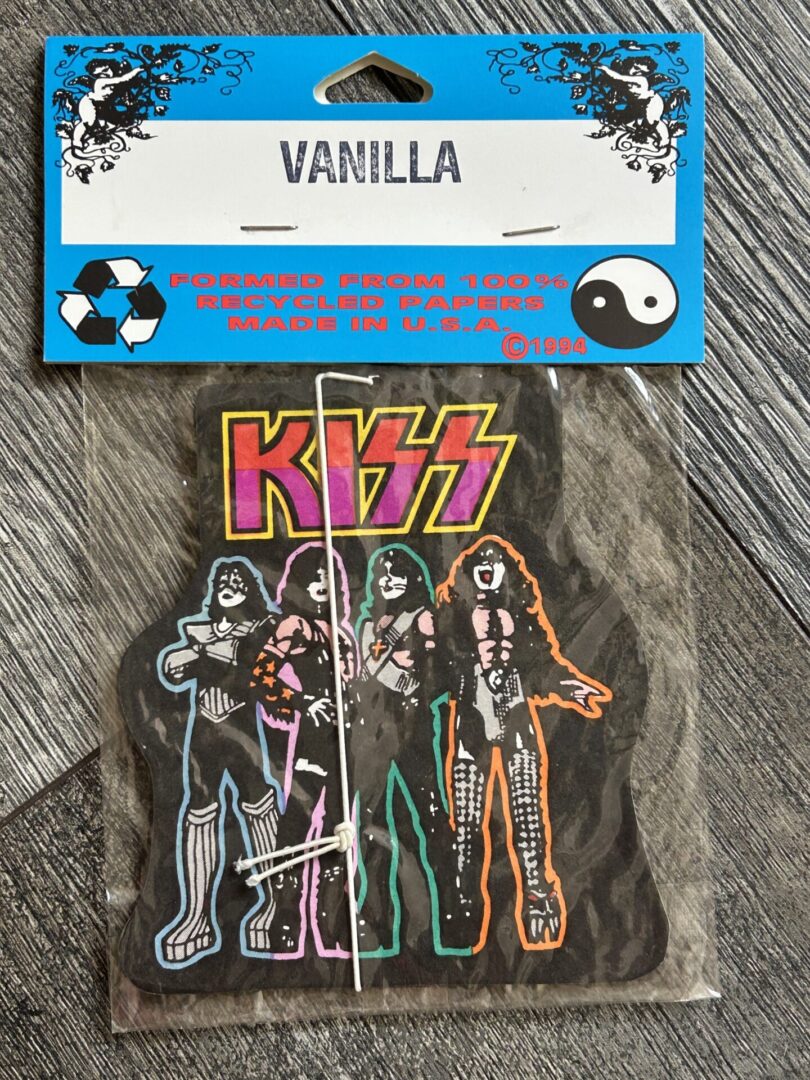 VANILLA
FORMED FROM 100%
RECYCLED PAPERS
MADE IN U.S.A.
©1994
KISS